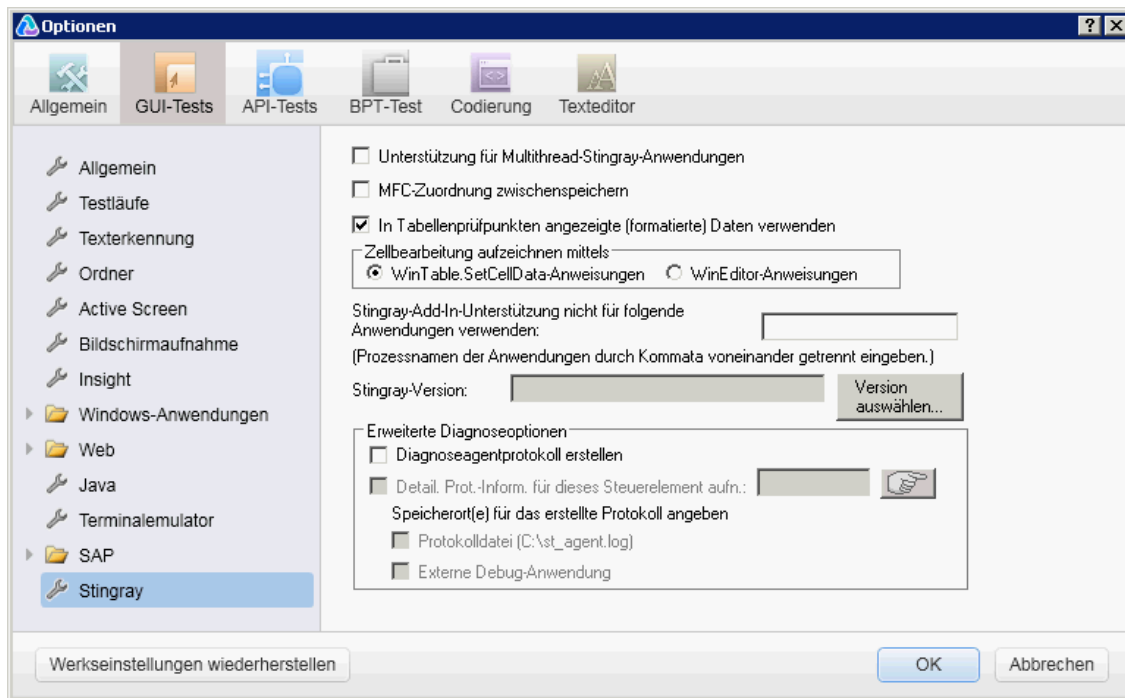 Optionen
Allgemein
GUI-Tests
API-Tests
BPT-Test
Codierung
Texteditor
Allgemein
Testläufe
Texterkennung
Ordner
Active Screen
Bildschirmaufnahme
Insight
Windows-Anwendungen
Web
Java
Terminalemulator
SAP
Stingray
Unterstützung für Multithread-Stingray-Anwendungen
MFC-Zuordnung zwischenspeichern
In Tabellenprüfpunkten angezeigte (formatierte) Daten verwenden
Zellbearbeitung aufzeichnen mittels
WinTable.SetCellData-Anweisungen
WinEditor-Anweisungen
Stingray-Add-In-Unterstützung nicht für folgende
Anwendungen verwenden:
(Prozessnamen der Anwendungen durch Kommata voneinander getrennt eingeben.)
Stingray-Version:
Version
auswählen...
Erweiterte Diagnoseoptionen
Diagnoseagentprotokoll erstellen
Detail. Prot.-Inform. für dieses Steuerelement aufn.:
Speicherort(e) für das erstellte Protokoll angeben
Protokolldatei (C:\st_agent.log)
Externe Debug-Anwendung
Werkseinstellungen wiederherstellen
OK
Abbrechen